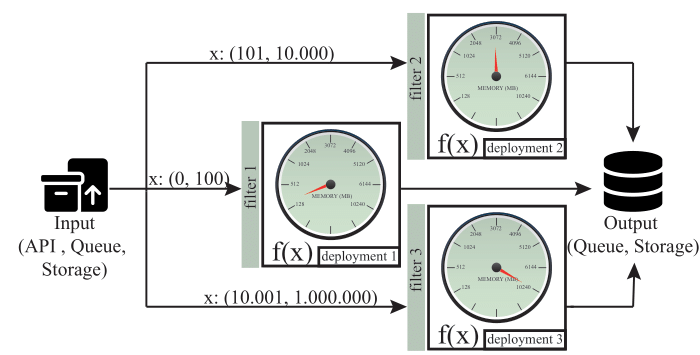 x: (101, 10.000)
filter 2
128
512
1024
2048
3072
4096
5120
6144
10240
MEMORY (MB)
f(x)
deployment 2
x: (0, 100)
filter 1
128
512
1024
2048
3072
4096
5120
6144
10240
MEMORY (MB)
f(x)
deployment 1
Input
(API , Queue,
Storage)
Output
(Queue, Storage)
x: (10.001, 1.000.000)
filter 3
128
512
1024
2048
3072
4096
5120
6144
10240
MEMORY (MB)
f(x)
deployment 3